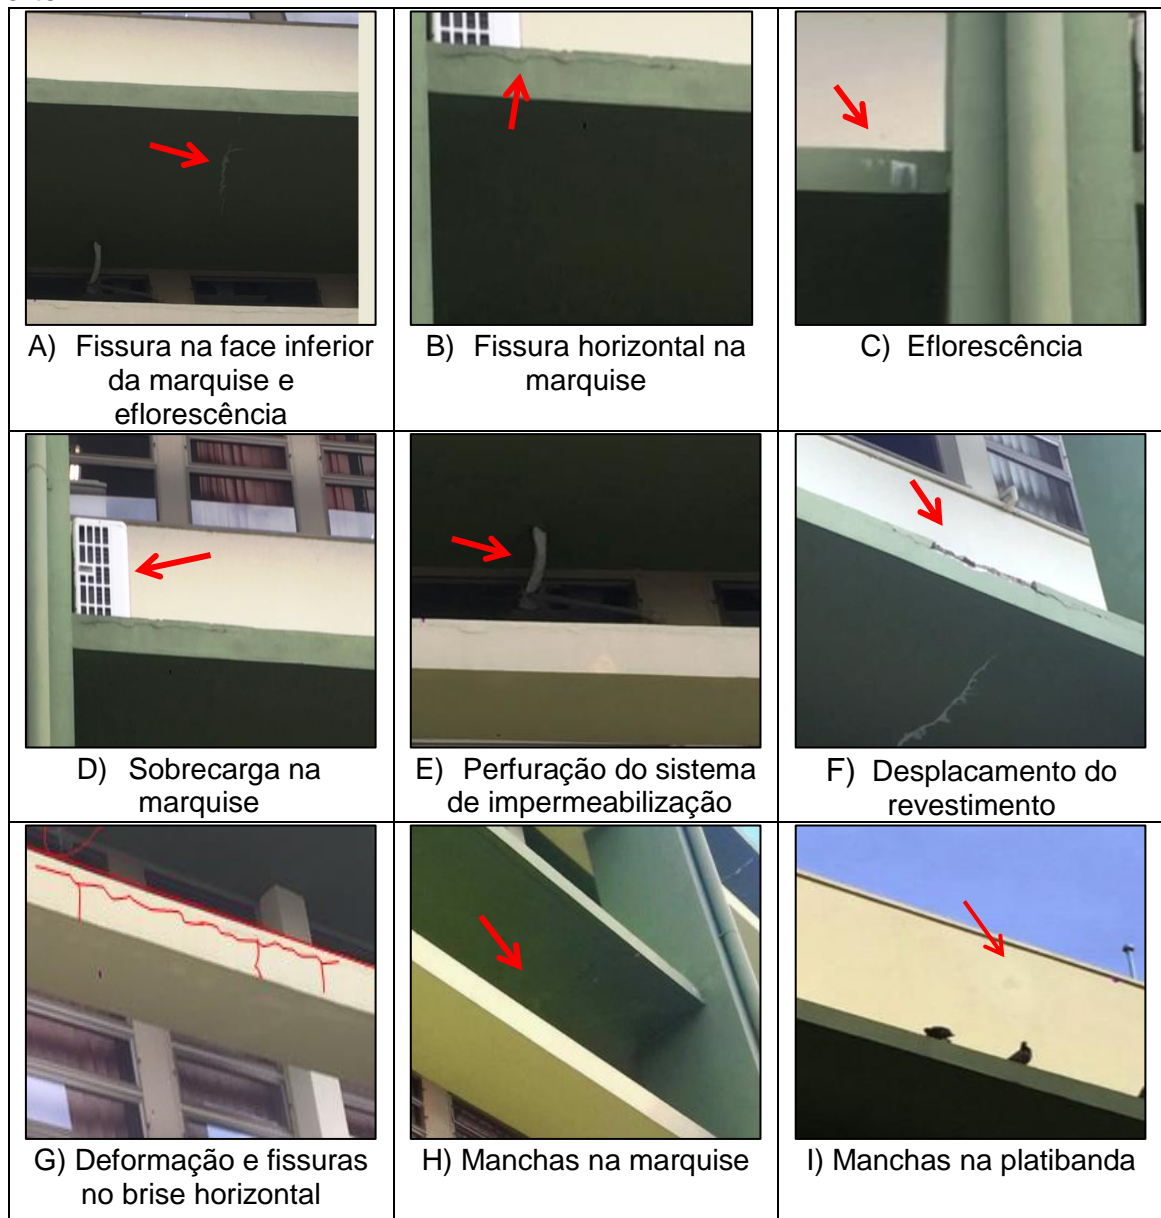 A) Fissura na face inferior
da marquise e
eflorescência
B) Fissura horizontal na
marquise
C) Eflorescência
D) Sobrecarga na
marquise
E) Perfuração do sistema
de impermeabilização
F) Desplacamento do
revestimento
G) Deformação e fissuras
no brise horizontal
H) Manchas na marquise
I) Manchas na platibanda